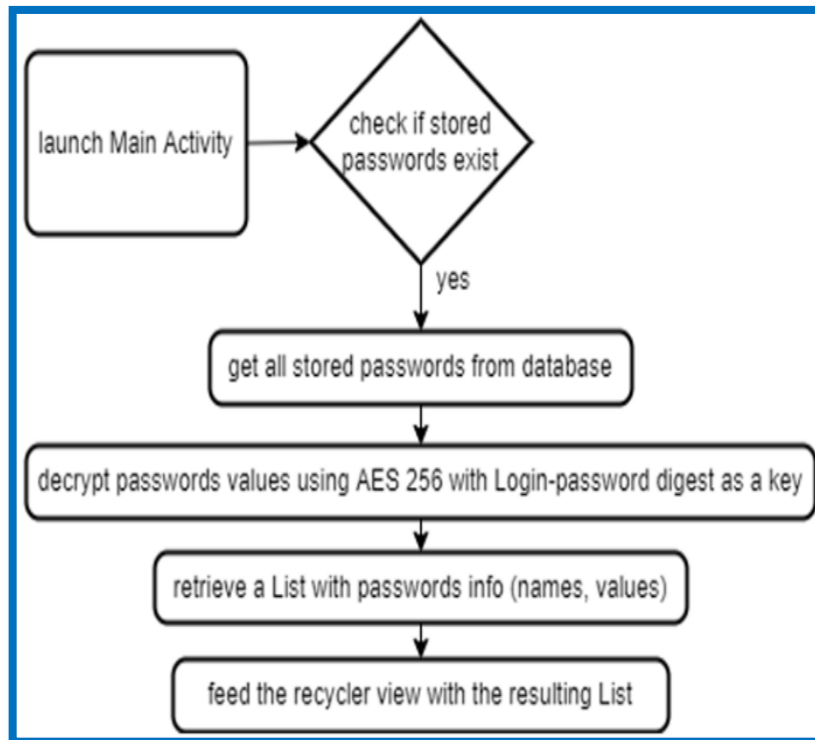 launch Main Activity
check if stored
passwords exist
yes
get all stored passwords from database
decrypt passwords values using AES 256 with Login-password digest as a key
retrieve a List with passwords info (names, values)
feed the recycler view with the resulting List